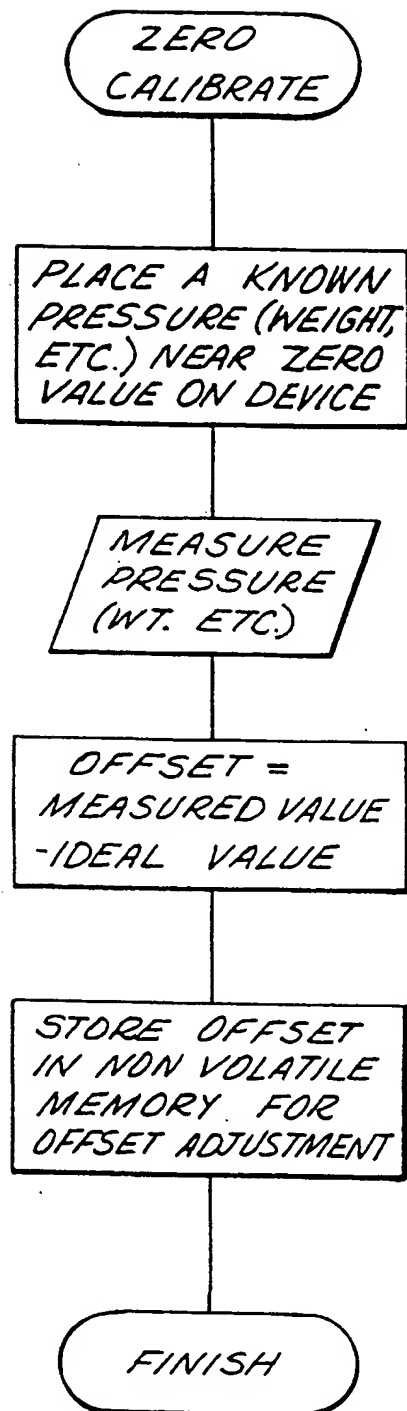 ZERO
CALIBRATE
PLACE A KNOWN
PRESSURE (WEIGHT,
ETC.) NEAR ZERO
VALUE ON DEVICE
MEASURE
PRESSURE
(WT. ETC.)
OFFSET =
MEASURED VALUE
-IDEAL VALUE
STORE OFFSET
IN NON VOLATILE
MEMORY FOR
OFFSET ADJUSTMENT
FINISH